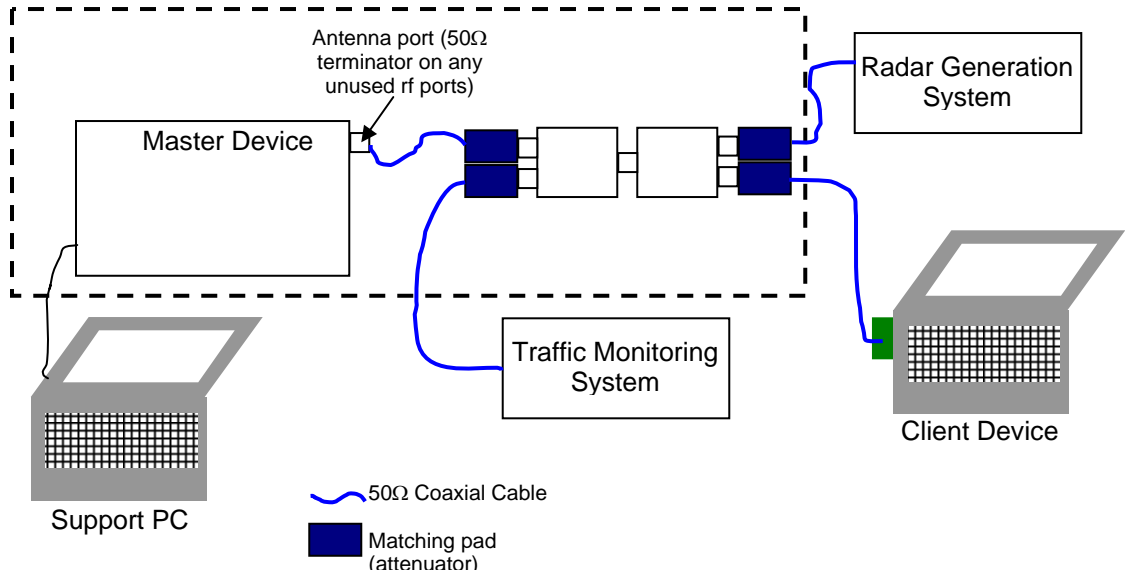 Antenna port (50Ω
terminator on any
unused rf ports)
Master Device
Radar Generation
System
Traffic Monitoring
System
Client Device
Support PC
50Ω Coaxial Cable
Matching pad
(attenuator)